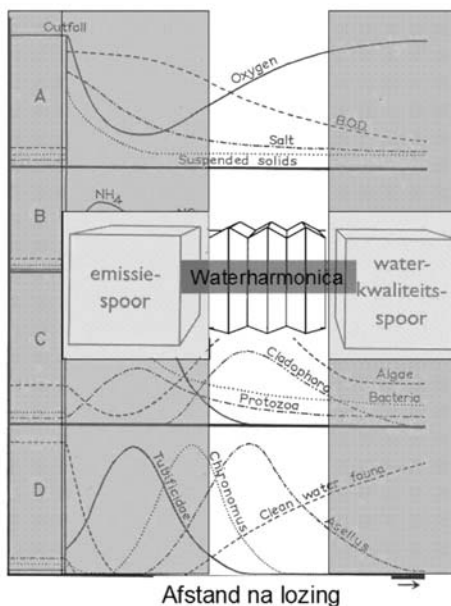 Outfall
A
Oxygen
BOD
Salt
Suspended solids
B
NH4
emissie-
spoor
Waterharmonica
water-
kwaliteits-
spoor
C
Cladophora
Algae
Bacteria
Protozoa
D
Tubificidae
Chironomus
Clean water fauna
Asellus
Afstand na lozing